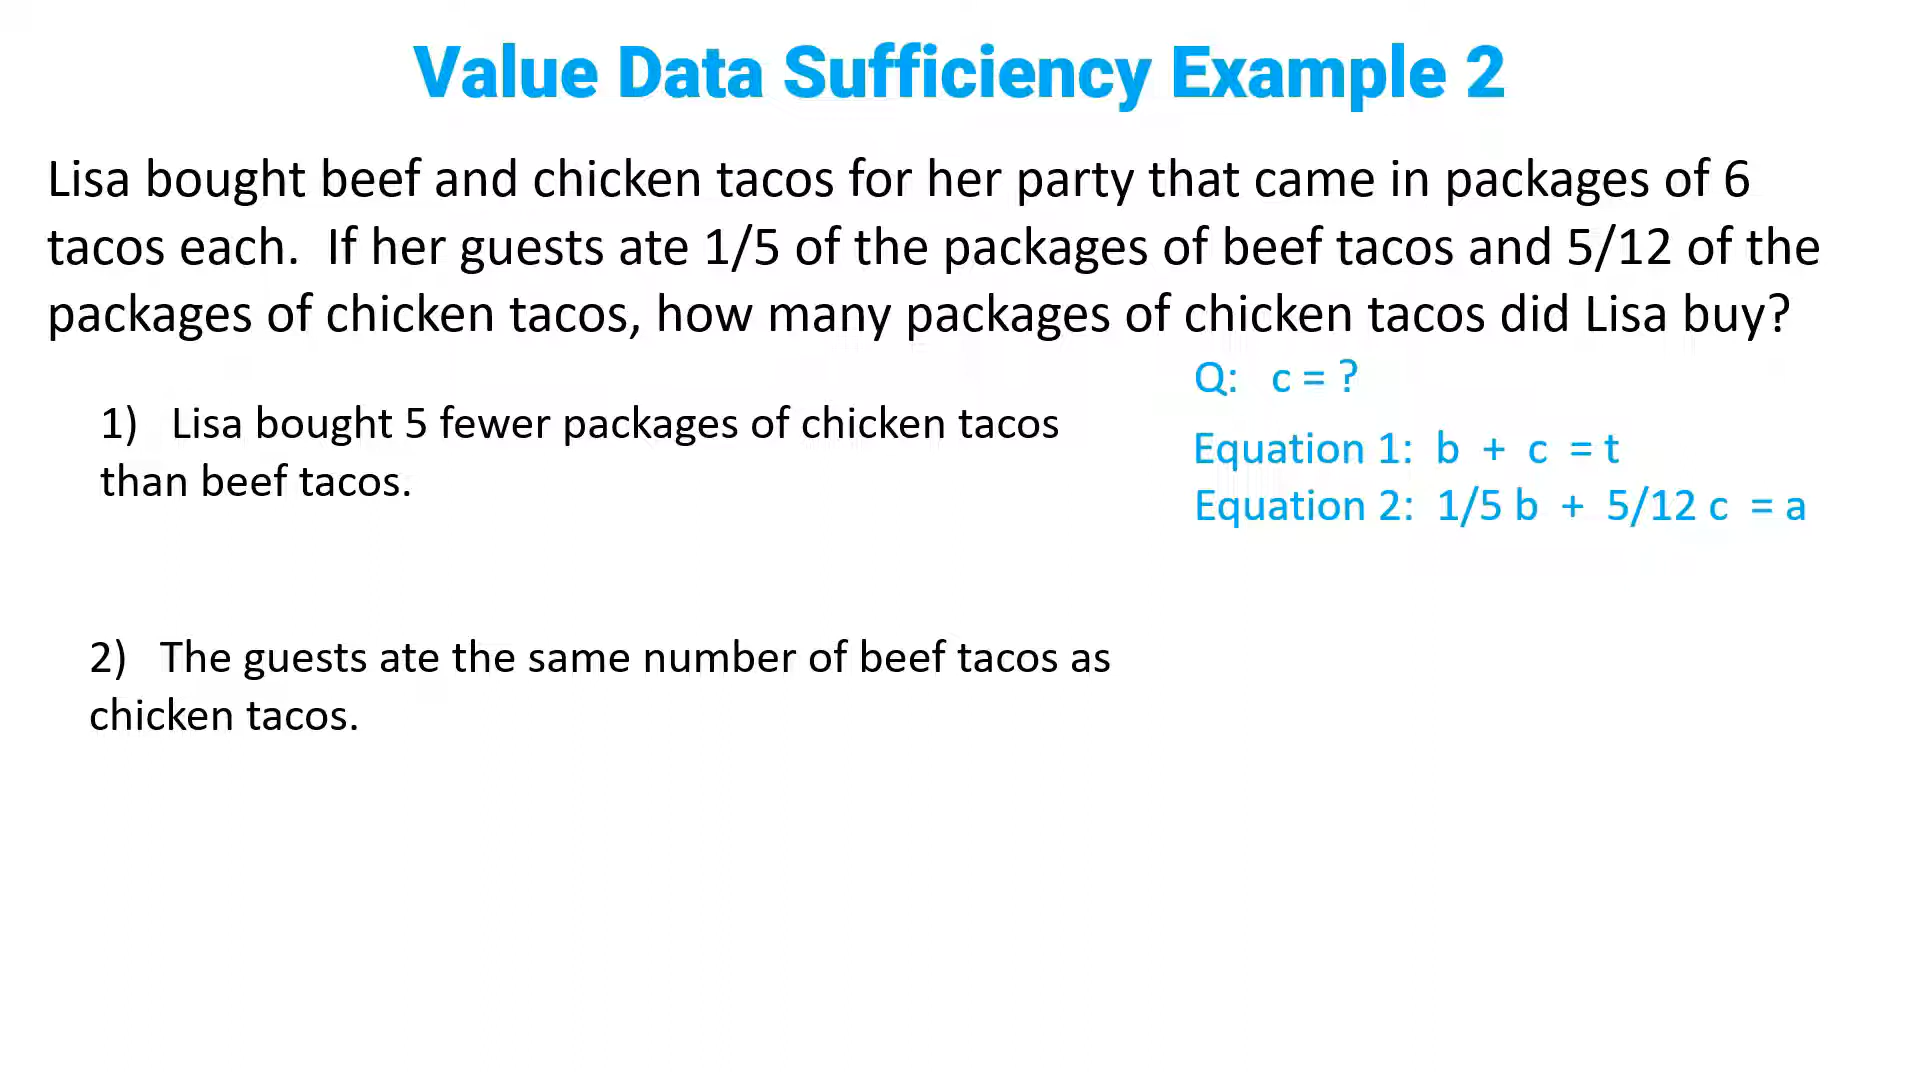 Value Data Sufficiency Example 2
Lisa bought beef and chicken tacos for her party that came in packages of 6
tacos each. If her guests ate 1/5 of the packages of beef tacos and 5/12 of the
packages of chicken tacos, how many packages of chicken tacos did Lisa buy?
Q: c = ?
1) Lisa bought 5 fewer packages of chicken tacos
than beef tacos.
Equation 1: b + c = t
Equation 2: 1/5 b + 5/12 c = a
2) The guests ate the same number of beef tacos as
chicken tacos.